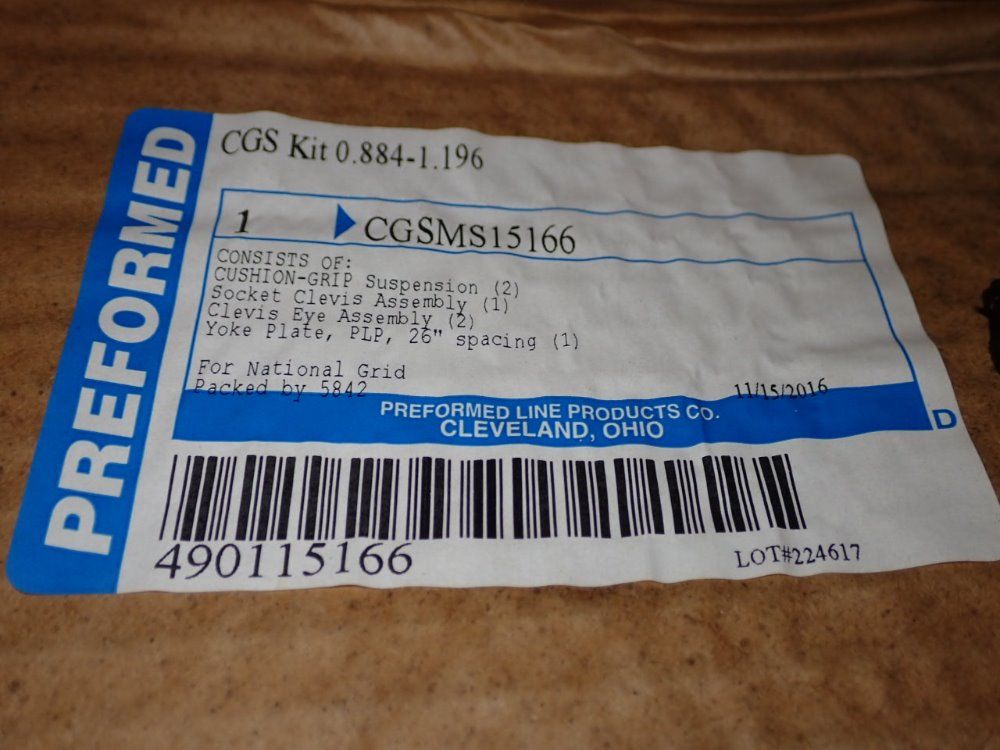 PREFORMED
CGS Kit 0.884-1.196
1 CGSMS15166
CONSISTS OF:
CUSHION-GRIP Suspension (2)
Socket Clevis Assembly (1)
Clevis Eye Assembly (2)
Yoke Plate, PLP, 26" spacing (1)
For National Grid
Packed by 5842 11/15/2016
PREFORMED LINE PRODUCTS CO.
CLEVELAND, OHIO
D
490115166 LOT#224617